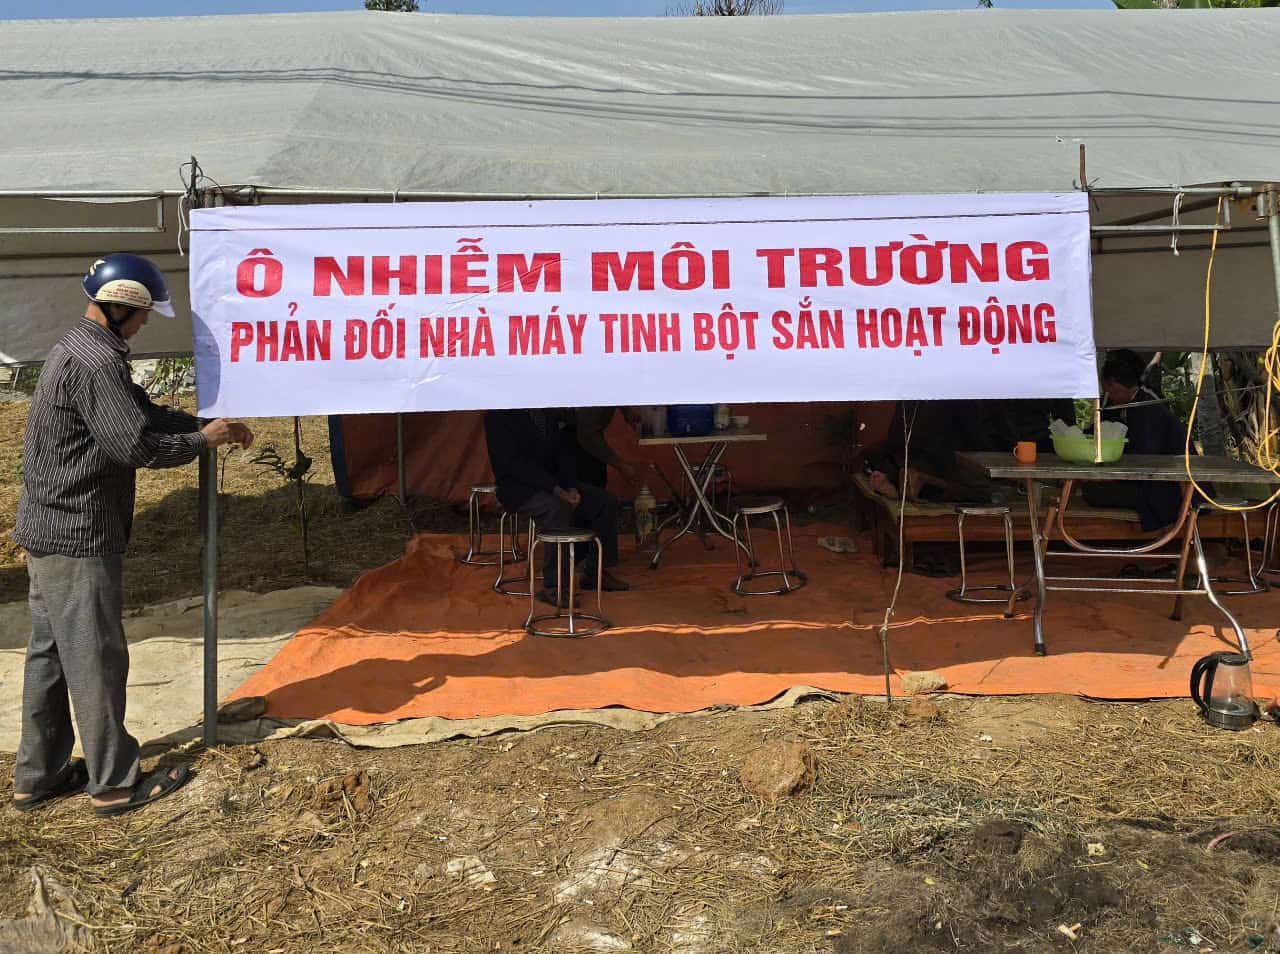 Ô NHIỄM MÔI TRƯỜNG
PHẢN ĐỐI NHÀ MÁY TINH BỘT SẮN HOẠT ĐỘNG